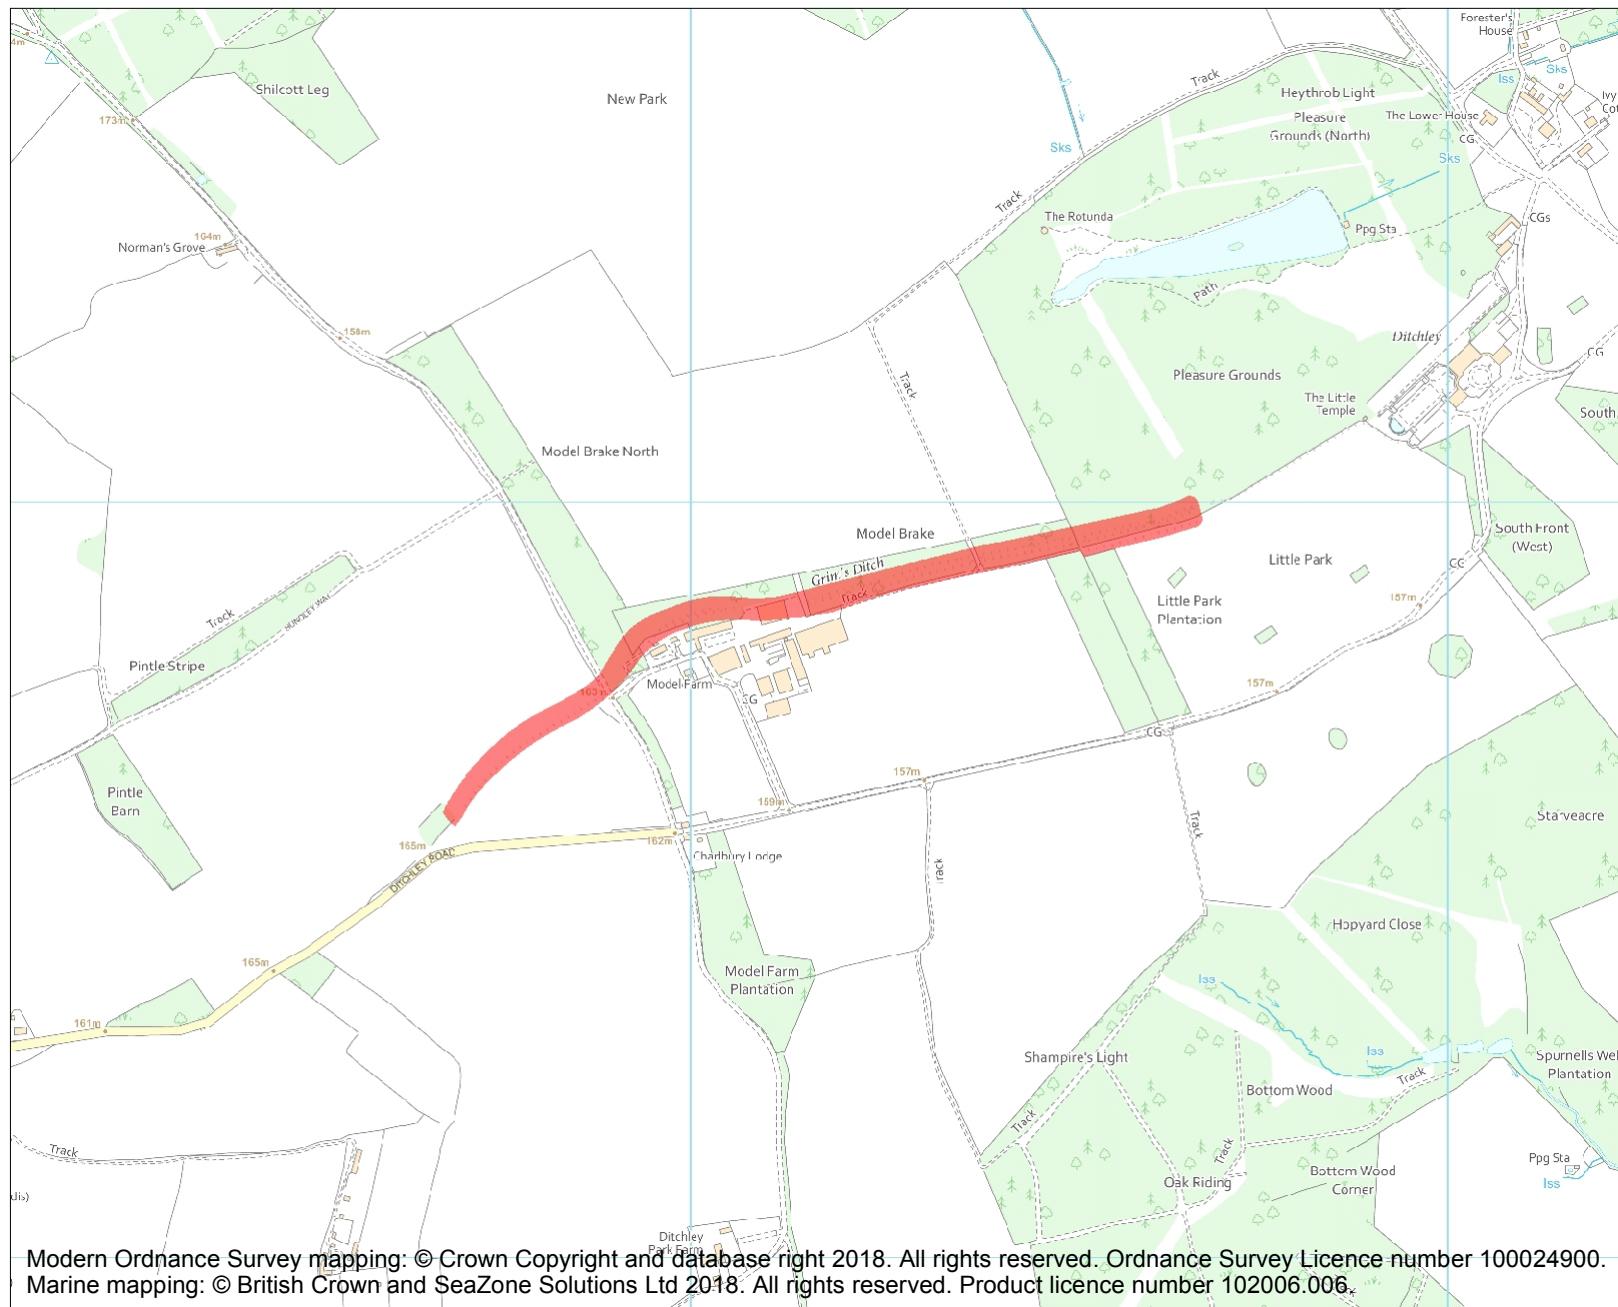 Forester's
House
Shilcott Leg
New Park
Track
Heythrob Light
Pleasure
Grounds (North)
The Lower House
Iss
Sks
Ivy
CG
173m
Sks
Sks
Track
The Rotunda
Ppg Sta
CGs
164m
Norman's Grove
Path
158m
Ditchley
CG
Track
Pleasure Grounds
The Little
Temple
South
Model Brake North
Model Brake
South Front
(West)
Little Park
Grim's Ditch
Track
CG
157m
Little Park
Plentation
Track
Pintle Stripe
Model Farm
163m
CG
157m
CG
157m
159m
Pintle
Barn
Track
Starveacre
165m
DITCHLEY ROAD
162m
Charlbury Lodge
Track
Hopyard Close
165m
Model Farm
Plantation
Iss
161m
Shampire's Light
Iss
Spurnells Wel
Plantation
Track
Bottom Wood
Track
Track
Track
Ppg Sta
Iss
Oak Riding
Bottom Wood
Corner
Ditchley
Park Farm
Modern Ordnance Survey mapping: © Crown Copyright and database right 2018. All rights reserved. Ordnance Survey Licence number 100024900.
Marine mapping: © British Crown and SeaZone Solutions Ltd 2018. All rights reserved. Product licence number 102006.006.